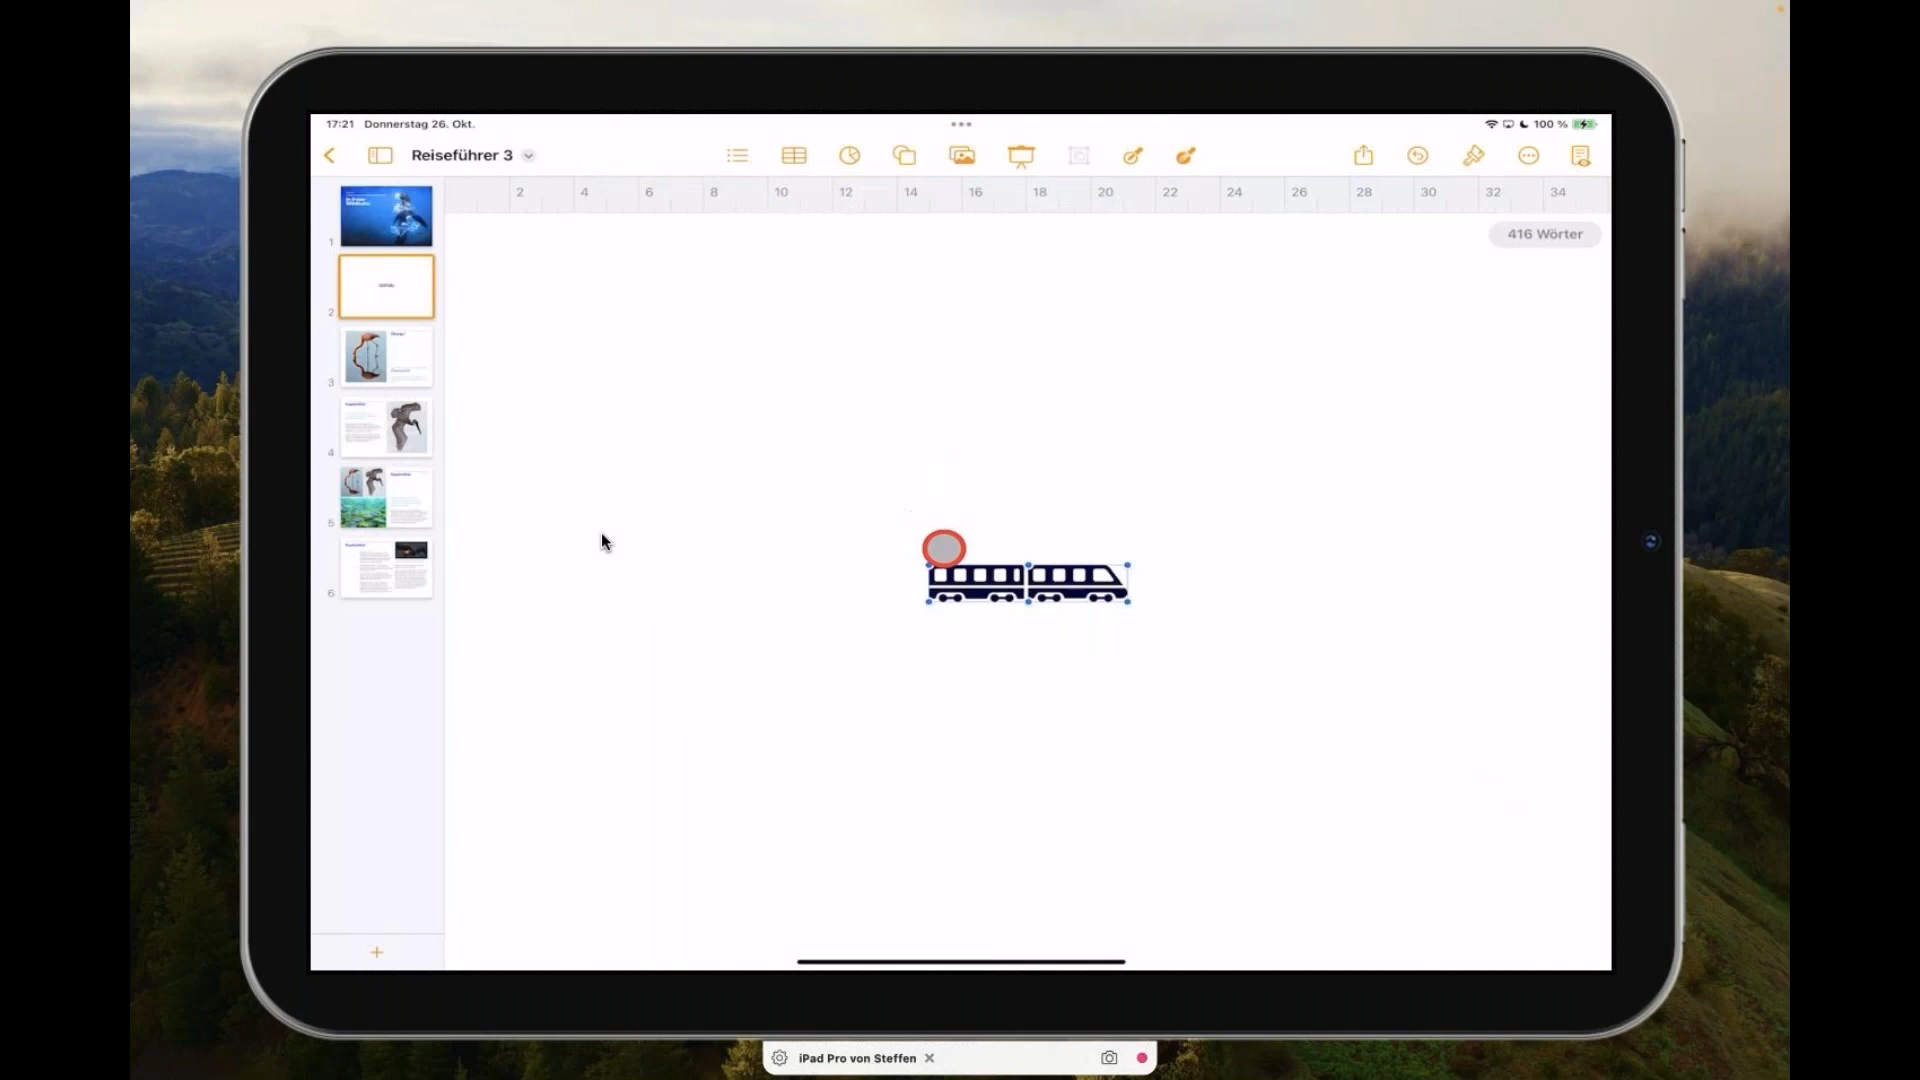 17:21 Donnerstag 26. Okt.
100 %
Reiseführer 3
2 4 6 8 10 12 14 16 18 20 22 24 26 28 30 32 34
416 Wörter
1
2
3
4
5
6
iPad Pro von Steffen